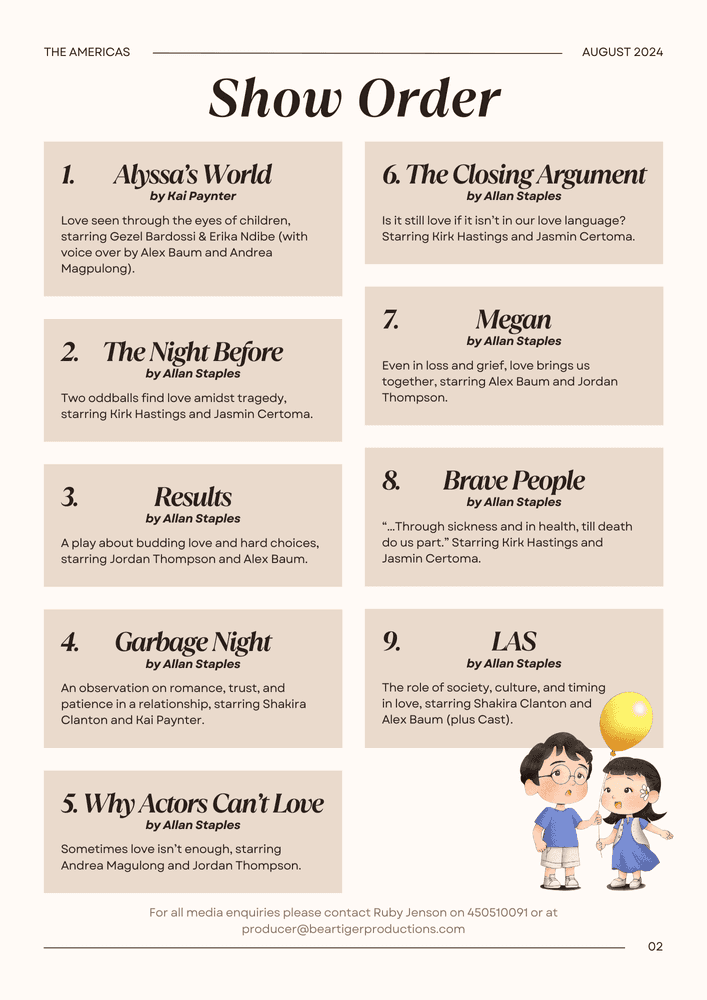 THE AMERICAS
AUGUST 2024
Show Order
1. Alyssa's World
by Kai Paynter
Love seen through the eyes of children,
starring Gezel Bardossi & Erika Ndibe (with
voice over by Alex Baum and Andrea
Magpulong).
2. The Night Before
by Allan Staples
Two oddballs find love amidst tragedy,
starring Kirk Hastings and Jasmin Certoma.
3. Results
by Allan Staples
A play about budding love and hard choices,
starring Jordan Thompson and Alex Baum.
4. Garbage Night
by Allan Staples
An observation on romance, trust, and
patience in a relationship, starring Shakira
Clanton and Kai Paynter.
5. Why Actors Can't Love
by Allan Staples
Sometimes love isn't enough, starring
Andrea Magulong and Jordan Thompson.
6. The Closing Argument
by Allan Staples
Is it still love if it isn't in our love language?
Starring Kirk Hastings and Jasmin Certoma.
7. Megan
by Allan Staples
Even in loss and grief, love brings us
together, starring Alex Baum and Jordan
Thompson.
8. Brave People
by Allan Staples
"...Through sickness and in health, till death
do us part." Starring Kirk Hastings and
Jasmin Certoma.
9. LAS
by Allan Staples
The role of society, culture, and timing
in love, starring Shakira Clanton and
Alex Baum (plus Cast).
For all media enquiries please contact Ruby Jenson on 450510091 or at
producer@beartigerproductions.com
02